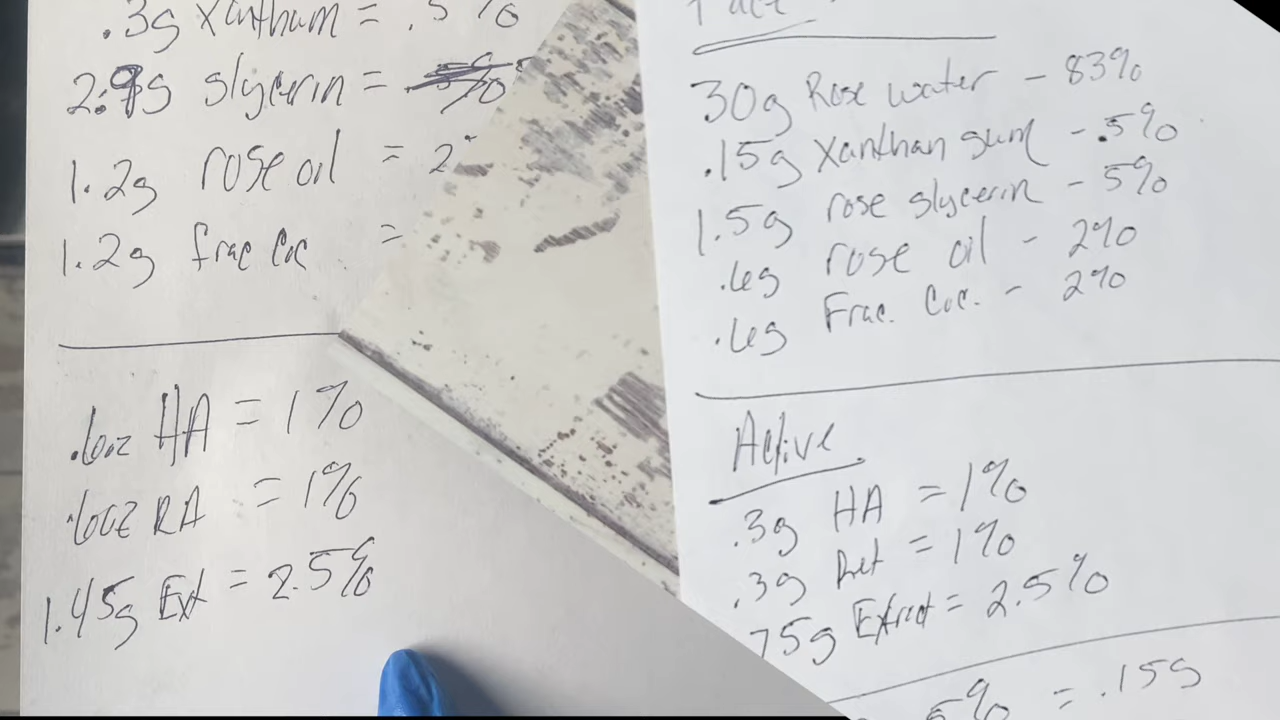 .3g Xanthum = .5%
2.9g glycerin = 5%
1.2g rose oil = 2
1.2g frac Coc =
.6oz HA = 1%
.6oz RA = 1%
1.45g Ext = 2.5%
30g Rose water - 83%
.15g Xanthan gum - .5%
1.5g rose glycerin - 5%
.6g rose oil - 2%
.6g Frac. Coc. - 2%
Active
.3g HA = 1%
.3g Ret = 1%
75g Extract = 2.5%
5% = .15g